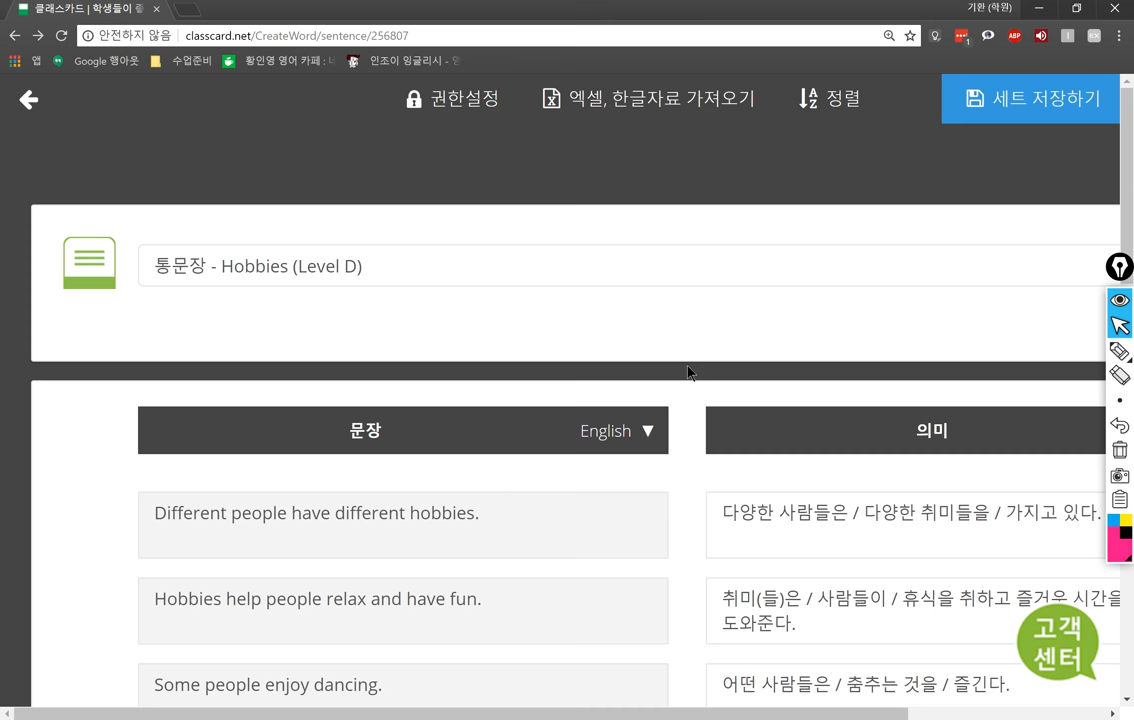 클래스카드 | 학생들이 좋
기환 (학원)
안전하지 않음 classcard.net/CreateWord/sentence/256807
ABP
1
앱 Google 행아웃 수업준비 황인영 영어 카페 : 인조이 잉글리시 -
권한설정 엑셀, 한글자료 가져오기 정렬 세트 저장하기
통문장 - Hobbies (Level D)
문장 English ▼ 의미
Different people have different hobbies. 다양한 사람들은 / 다양한 취미들을 / 가지고 있다.
Hobbies help people relax and have fun. 취미(들)은 / 사람들이 / 휴식을 취하고 즐거운 시간을
도와준다.
Some people enjoy dancing. 어떤 사람들은 / 춤추는 것을 / 즐긴다.
고객
센터